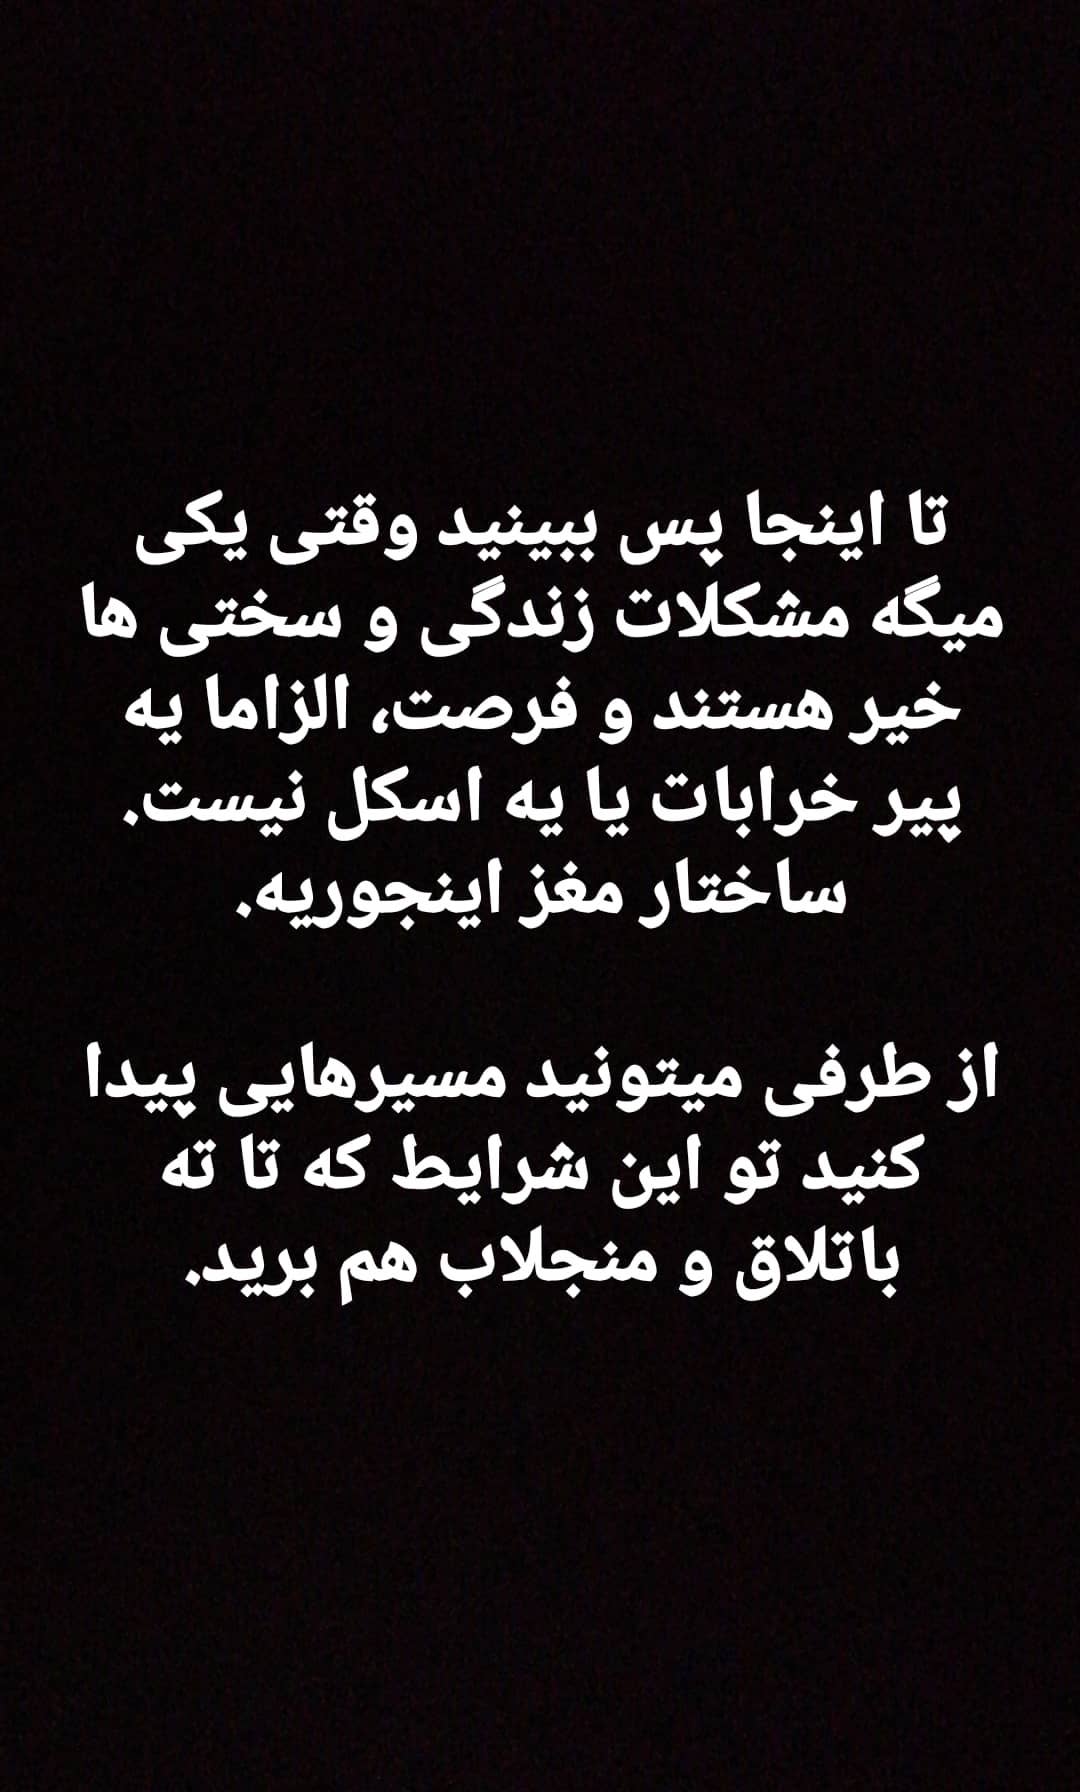 تا اینجا پس ببینید وقتی یکی
میگه مشکلات زندگی و سختی ها
خیر هستند و فرصت، الزاما یه
پیر خرابات یا یه اسکل نیست.
ساختار مغز اینجوریه.
از طرفی میتونید مسیرهایی پیدا
کنید تو این شرایط که تا ته
باتلاق و منجلاب هم برید.